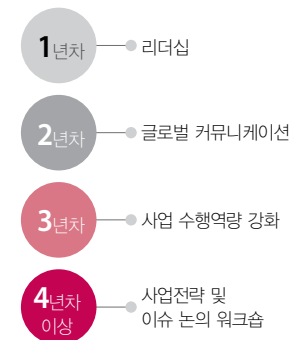 1년차
리더십
2년차
글로벌 커뮤니케이션
3년차
사업 수행역량 강화
4년차
이상
사업전략 및
이슈 논의 워크숍